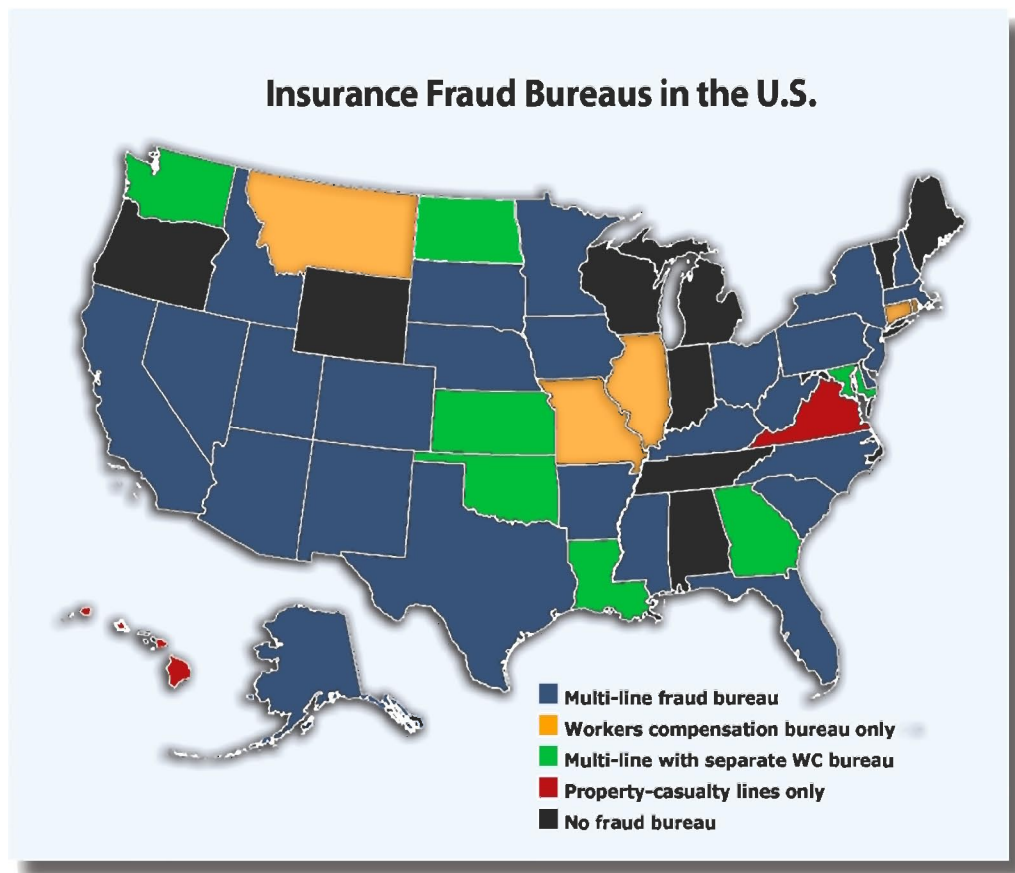 Insurance Fraud Bureaus in the U.S.
Multi-line fraud bureau
Workers compensation bureau only
Multi-line with separate WC bureau
Property-casualty lines only
No fraud bureau